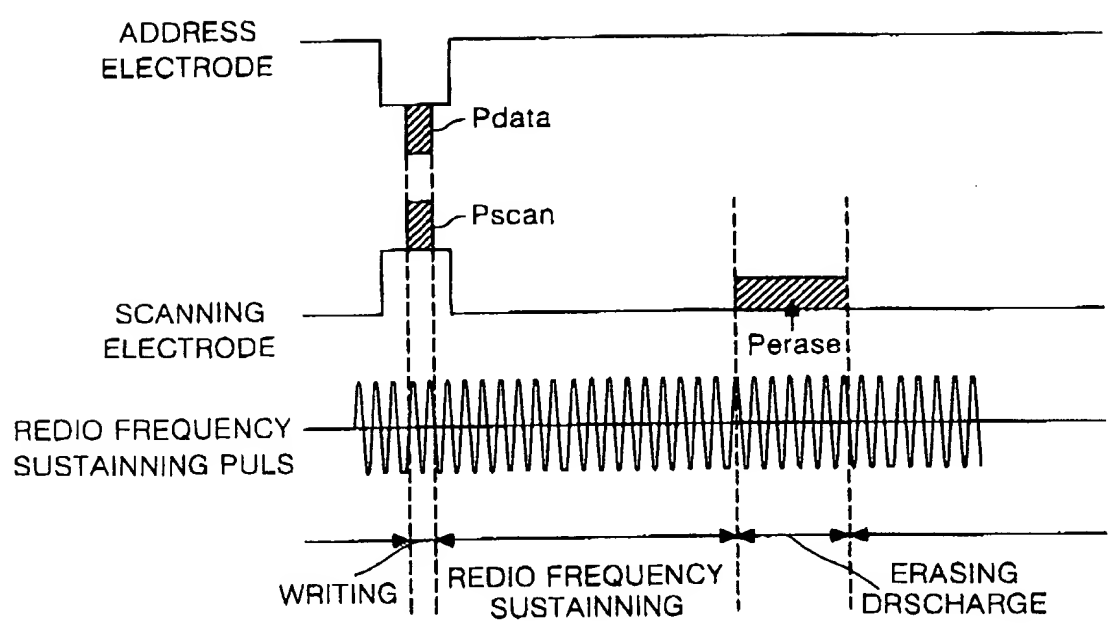 ADDRESS
ELECTRODE
Pdata
Pscan
SCANNING
ELECTRODE
Perase
REDIO FREQUENCY
SUSTAINNING PULS
WRITING
REDIO FREQUENCY
SUSTAINNING
ERASING
DRSCHARGE